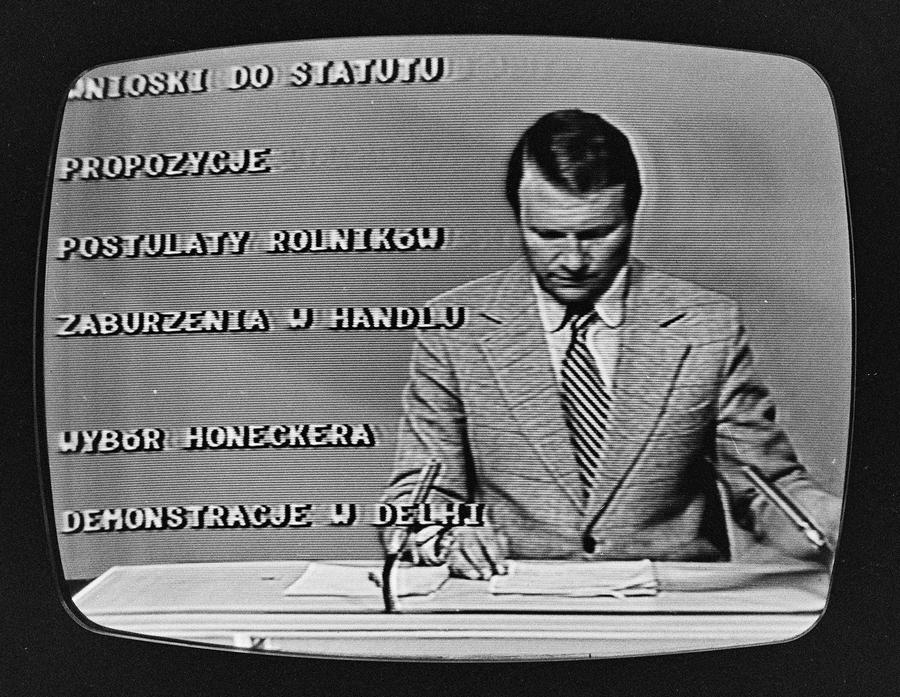 WNIOSKI DO STATUTU
PROPOZYCJE
POSTULATY ROLNIKÓW
ZABURZENIA W HANDLU
WYBÓR HONECKERA
DEMONSTRACJE W DELHI